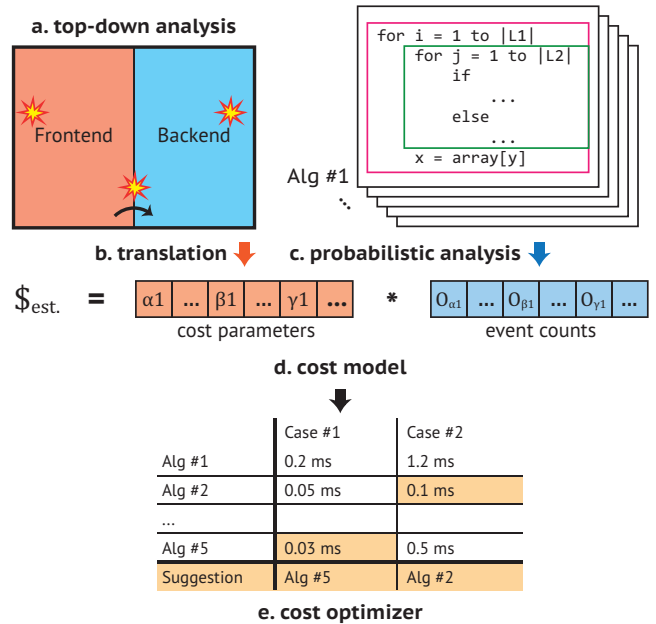 a. top-down analysis
Frontend
Backend
for i = 1 to |L1|
for j = 1 to |L2|
if
...
else
...
x = array[y]
Alg #1
...
b. translation
c. probabilistic analysis
$est. = α1 ... β1 ... γ1 ... * Oα1 ... Oβ1 ... Oγ1 ...
cost parameters
event counts
d. cost model
Case #1 Case #2
Alg #1 0.2 ms 1.2 ms
Alg #2 0.05 ms 0.1 ms
...
Alg #5 0.03 ms 0.5 ms
Suggestion Alg #5 Alg #2
e. cost optimizer